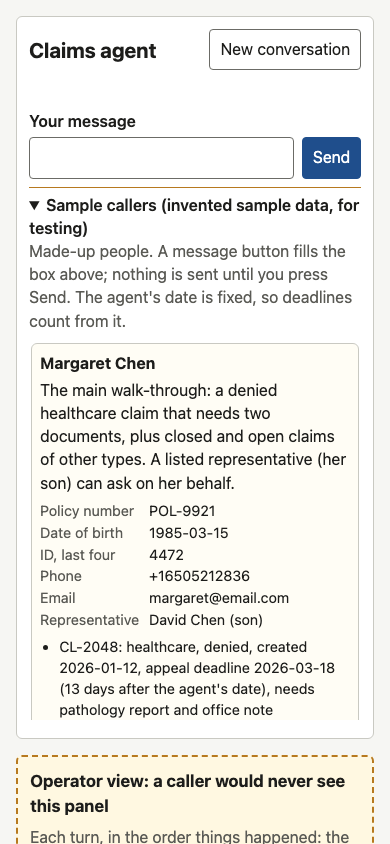 Claims agent
New conversation
Your message
Send
▼ Sample callers (invented sample data, for
testing)
Made-up people. A message button fills the
box above; nothing is sent until you press
Send. The agent's date is fixed, so deadlines
count from it.
Margaret Chen
The main walk-through: a denied
healthcare claim that needs two
documents, plus closed and open claims
of other types. A listed representative (her
son) can ask on her behalf.
Policy number POL-9921
Date of birth 1985-03-15
ID, last four 4472
Phone +16505212836
Email margaret@email.com
Representative David Chen (son)
• CL-2048: healthcare, denied, created
2026-01-12, appeal deadline 2026-03-18
(13 days after the agent's date), needs
pathology report and office note
Operator view: a caller would never see
this panel
Each turn, in the order things happened: the